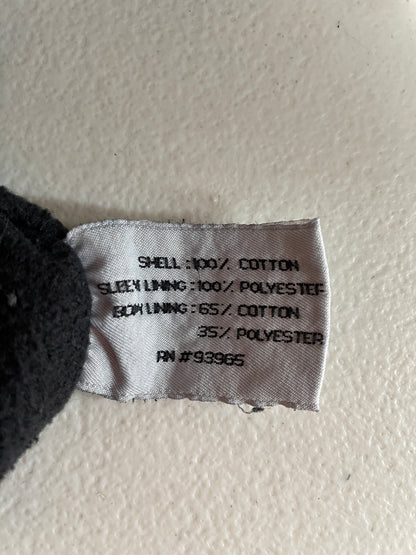 SHELL : 100% COTTON
SLEEV LINING : 100% POLYESTER
BODY LINING : 65% COTTON
35% POLYESTER
RN # 93965